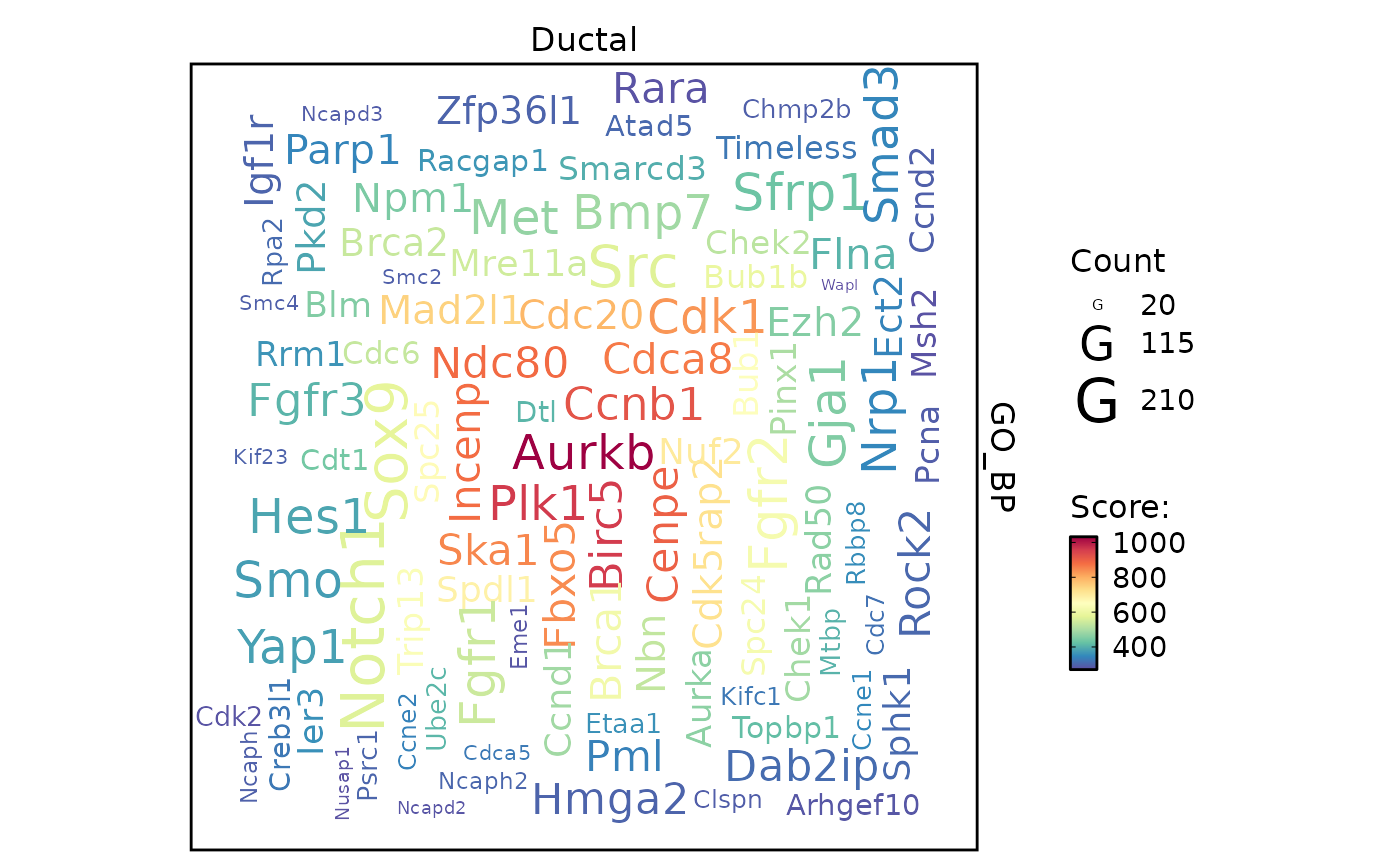 Ductal
Rara
Smad3
Ncapd3
Zfp36l1
Chmp2b
Atad5
Igf1r
Parp1
Racgap1
Smarcd3
Timeless
Ccnd2
Pkd2
Npm1
Met
Bmp7
Sfrp1
Rpa2
Brca2
Mre11a
Src
Chek2
Flna
Smc2
Bub1b
Wapl
Smc4
Blm
Mad2l1
Cdc20
Cdk1
Ezh2
Ect2
Msh2
Rrm1
Cdc6
Ndc80
Cdca8
Bub1
Pinx1
Gja1
Nrp1
Fgfr3
Sox9
Spc25
Incenp
Dtl
Ccnb1
Pcna
Kif23
Cdt1
Aurkb
Nuf2
Fgfr2
Hes1
Plk1
Birc5
Cenpe
Cdk5rap2
Rad50
Rbbp8
Rock2
Notch1
Ska1
Fbxo5
Smo
Trip13
Spdl1
Brca1
Spc24
Chek1
Mtbp
Cdc7
Yap1
Fgfr1
Eme1
Ccnd1
Nbn
Aurka
Kifc1
Ccne1
Sphk1
Cdk2
Creb3l1
Ier3
Ccne2
Ube2c
Etaa1
Topbp1
Ncaph
Nusap1
Psrc1
Cdca5
Pml
Dab2ip
Ncaph2
Ncapd2
Hmga2
Clspn
Arhgef10
GO_BP
Count
G 20
G 115
G 210
Score:
1000
800
600
400